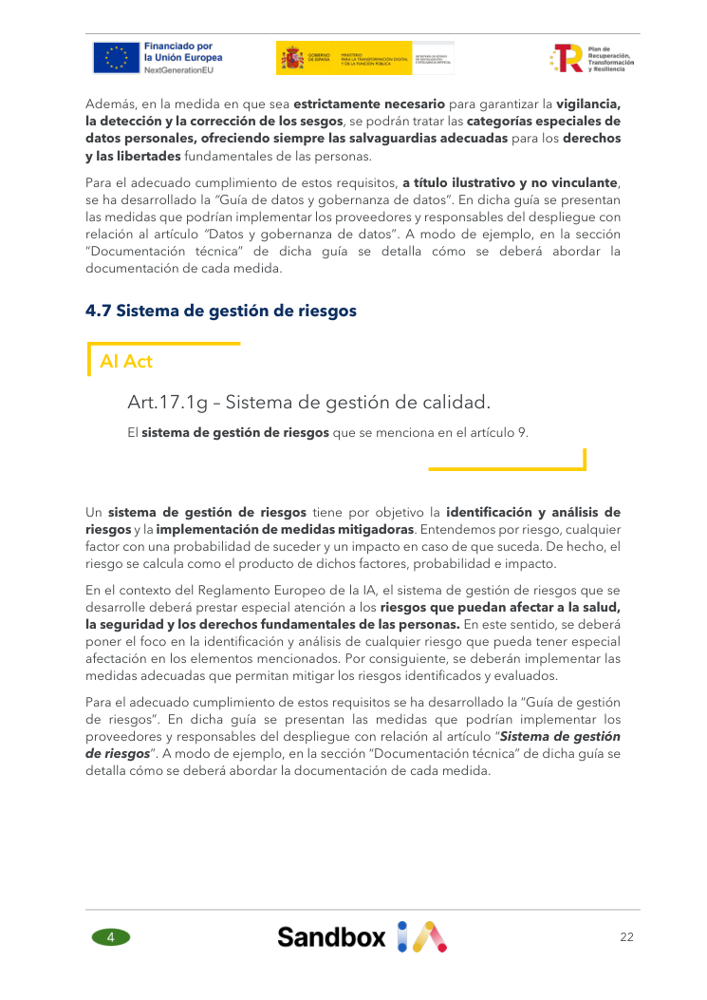 Financiado por
la Unión Europea
NextGenerationEU
GOBIERNO
DE ESPAÑA
MINISTERIO
PARA LA TRANSFORMACIÓN DIGITAL
Y DE LA FUNCIÓN PÚBLICA
SECRETARÍA DE ESTADO
DE DIGITALIZACIÓN
E INTELIGENCIA ARTIFICIAL
Plan de
Recuperación,
Transformación
y Resiliencia
Además, en la medida en que sea estrictamente necesario para garantizar la vigilancia,
la detección y la corrección de los sesgos, se podrán tratar las categorías especiales de
datos personales, ofreciendo siempre las salvaguardias adecuadas para los derechos
y las libertades fundamentales de las personas.
Para el adecuado cumplimiento de estos requisitos, a título ilustrativo y no vinculante,
se ha desarrollado la “Guía de datos y gobernanza de datos”. En dicha guía se presentan
las medidas que podrían implementar los proveedores y responsables del despliegue con
relación al artículo “Datos y gobernanza de datos”. A modo de ejemplo, en la sección
“Documentación técnica” de dicha guía se detalla cómo se deberá abordar la
documentación de cada medida.
4.7 Sistema de gestión de riesgos
AI Act
Art.17.1g – Sistema de gestión de calidad.
El sistema de gestión de riesgos que se menciona en el artículo 9.
Un sistema de gestión de riesgos tiene por objetivo la identificación y análisis de
riesgos y la implementación de medidas mitigadoras. Entendemos por riesgo, cualquier
factor con una probabilidad de suceder y un impacto en caso de que suceda. De hecho, el
riesgo se calcula como el producto de dichos factores, probabilidad e impacto.
En el contexto del Reglamento Europeo de la IA, el sistema de gestión de riesgos que se
desarrolle deberá prestar especial atención a los riesgos que puedan afectar a la salud,
la seguridad y los derechos fundamentales de las personas. En este sentido, se deberá
poner el foco en la identificación y análisis de cualquier riesgo que pueda tener especial
afectación en los elementos mencionados. Por consiguiente, se deberán implementar las
medidas adecuadas que permitan mitigar los riesgos identificados y evaluados.
Para el adecuado cumplimiento de estos requisitos se ha desarrollado la “Guía de gestión
de riesgos”. En dicha guía se presentan las medidas que podrían implementar los
proveedores y responsables del despliegue con relación al artículo “Sistema de gestión
de riesgos”. A modo de ejemplo, en la sección “Documentación técnica” de dicha guía se
detalla cómo se deberá abordar la documentación de cada medida.
4
Sandbox IA
22